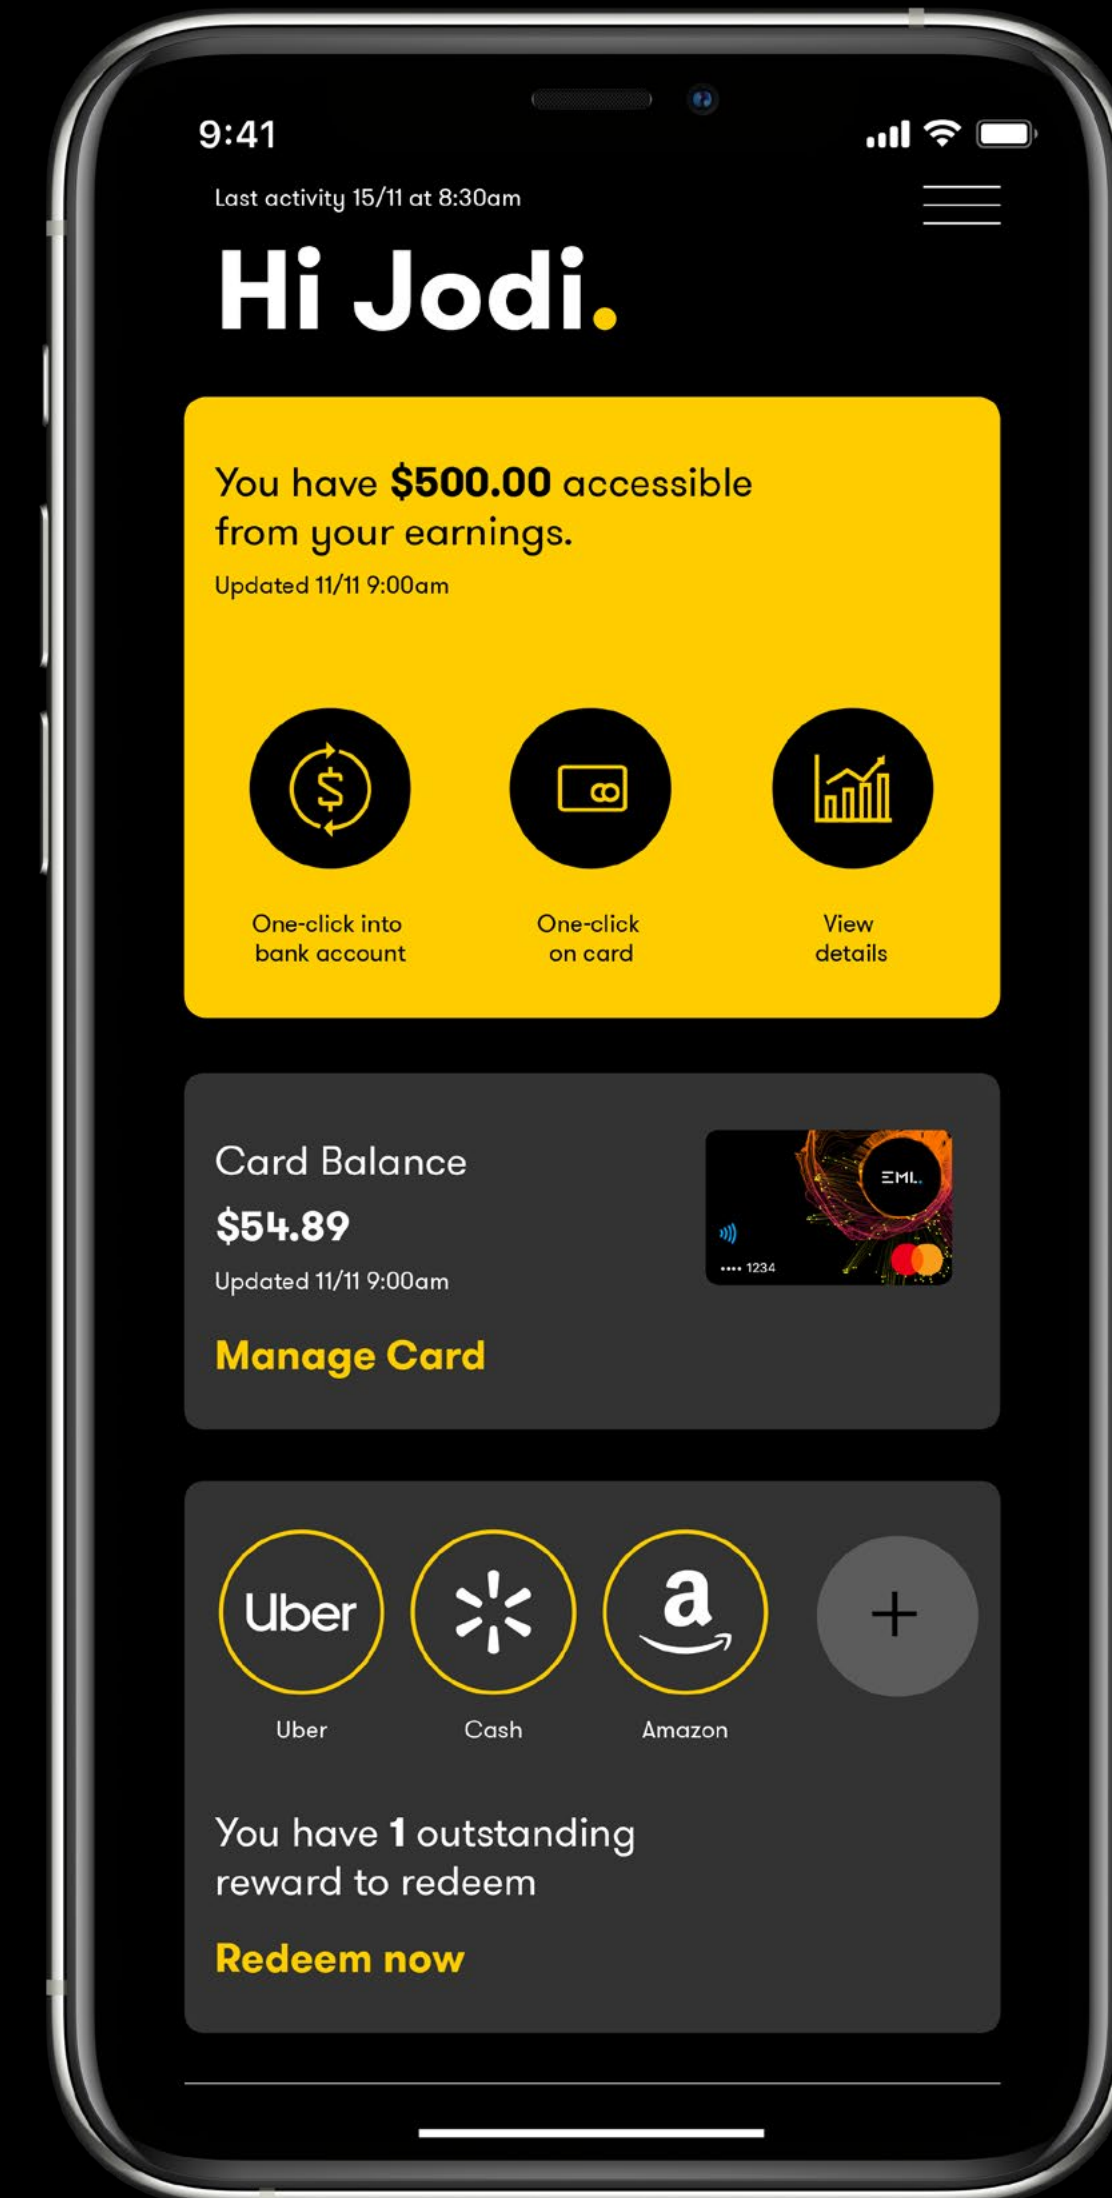 9:41
Last activity 15/11 at 8:30am
Hi Jodi.
You have $500.00 accessible
from your earnings.
Updated 11/11 9:00am
$
One-click into
bank account
One-click
on card
View
details
Card Balance
$54.89
Updated 11/11 9:00am
EML.
•••• 1234
Manage Card
Uber
a
+
Uber
Cash
Amazon
You have 1 outstanding
reward to redeem
Redeem now